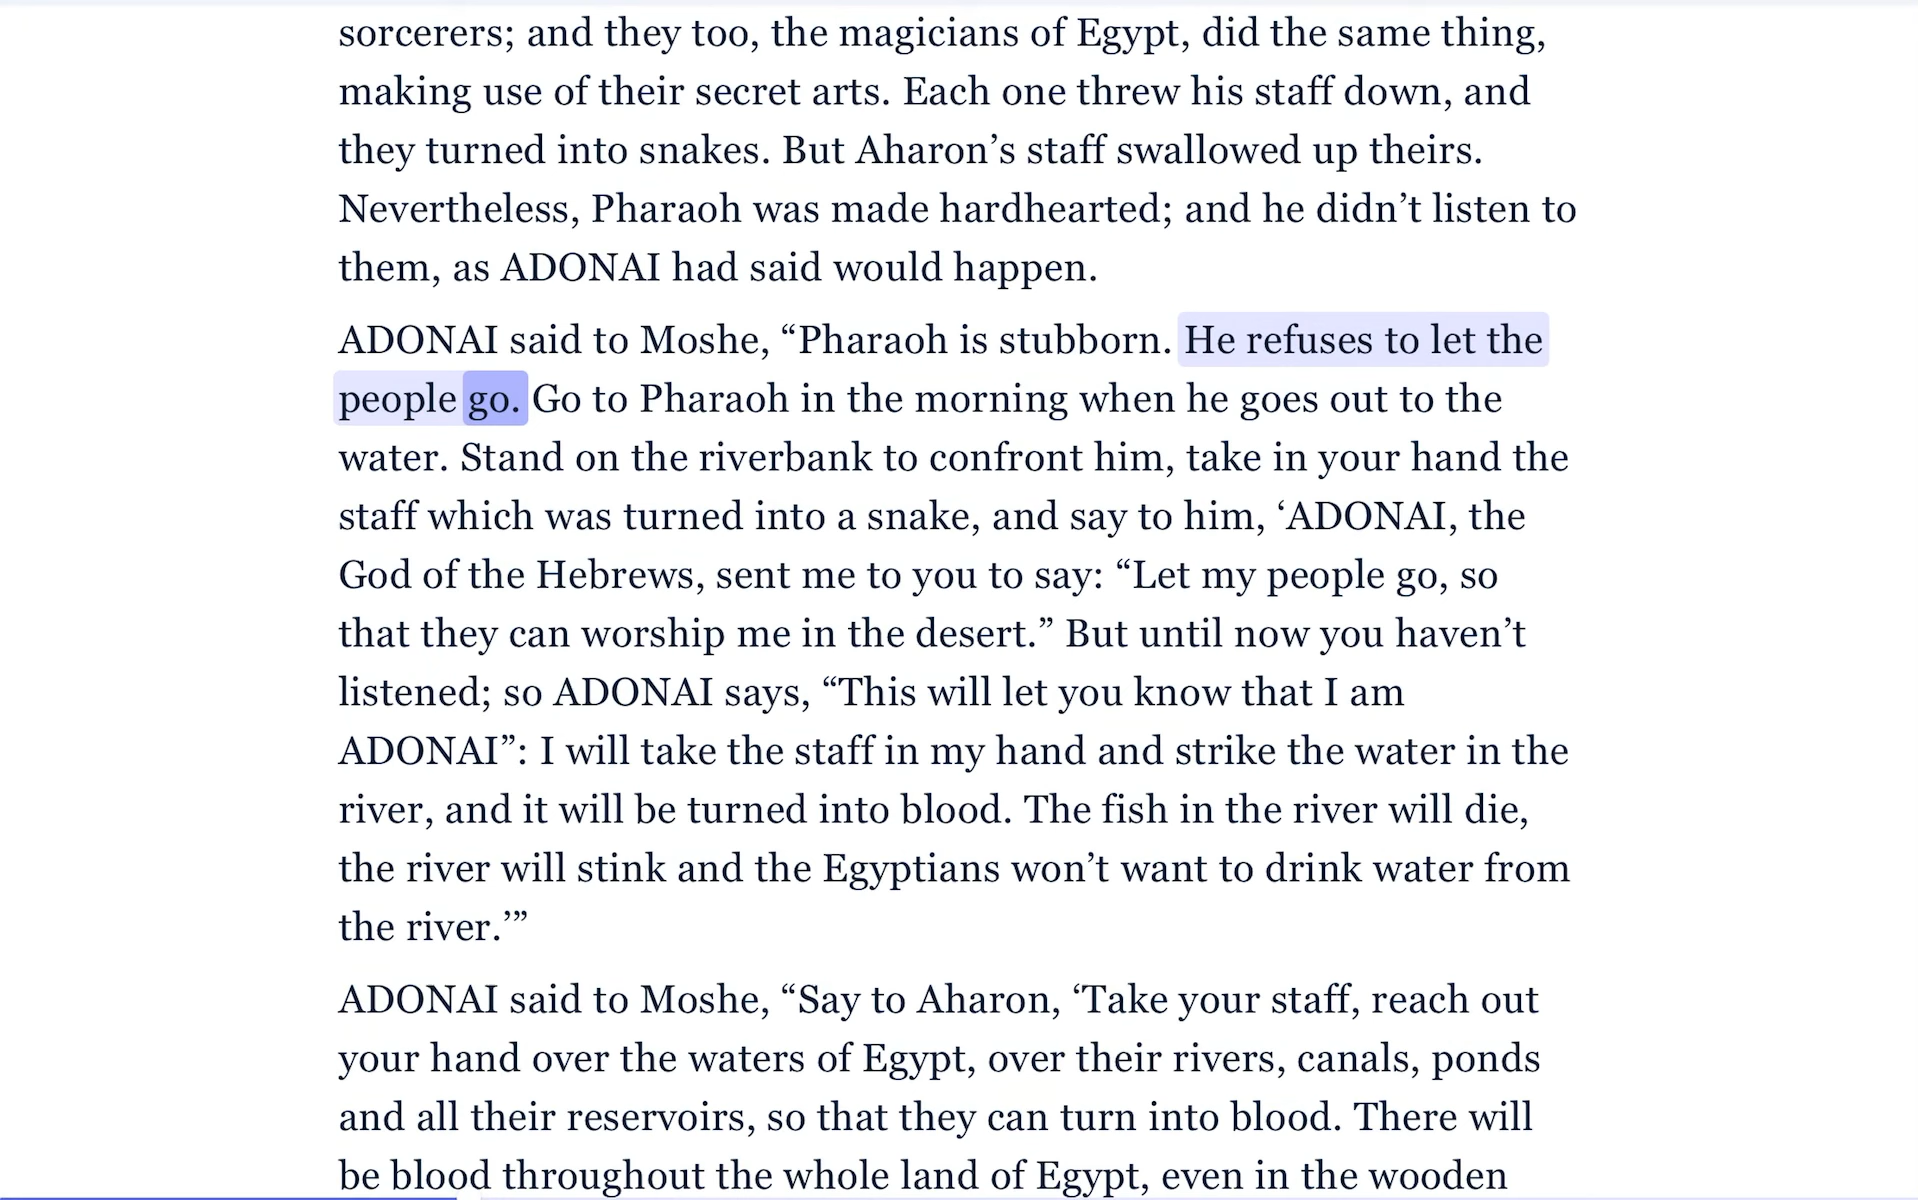 sorcerers; and they too, the magicians of Egypt, did the same thing,
making use of their secret arts. Each one threw his staff down, and
they turned into snakes. But Aharon’s staff swallowed up theirs.
Nevertheless, Pharaoh was made hardhearted; and he didn’t listen to
them, as ADONAI had said would happen.
ADONAI said to Moshe, “Pharaoh is stubborn. He refuses to let the
people go. Go to Pharaoh in the morning when he goes out to the
water. Stand on the riverbank to confront him, take in your hand the
staff which was turned into a snake, and say to him, ‘ADONAI, the
God of the Hebrews, sent me to you to say: “Let my people go, so
that they can worship me in the desert.” But until now you haven’t
listened; so ADONAI says, “This will let you know that I am
ADONAI”: I will take the staff in my hand and strike the water in the
river, and it will be turned into blood. The fish in the river will die,
the river will stink and the Egyptians won’t want to drink water from
the river.’”
ADONAI said to Moshe, “Say to Aharon, ‘Take your staff, reach out
your hand over the waters of Egypt, over their rivers, canals, ponds
and all their reservoirs, so that they can turn into blood. There will
be blood throughout the whole land of Egypt, even in the wooden